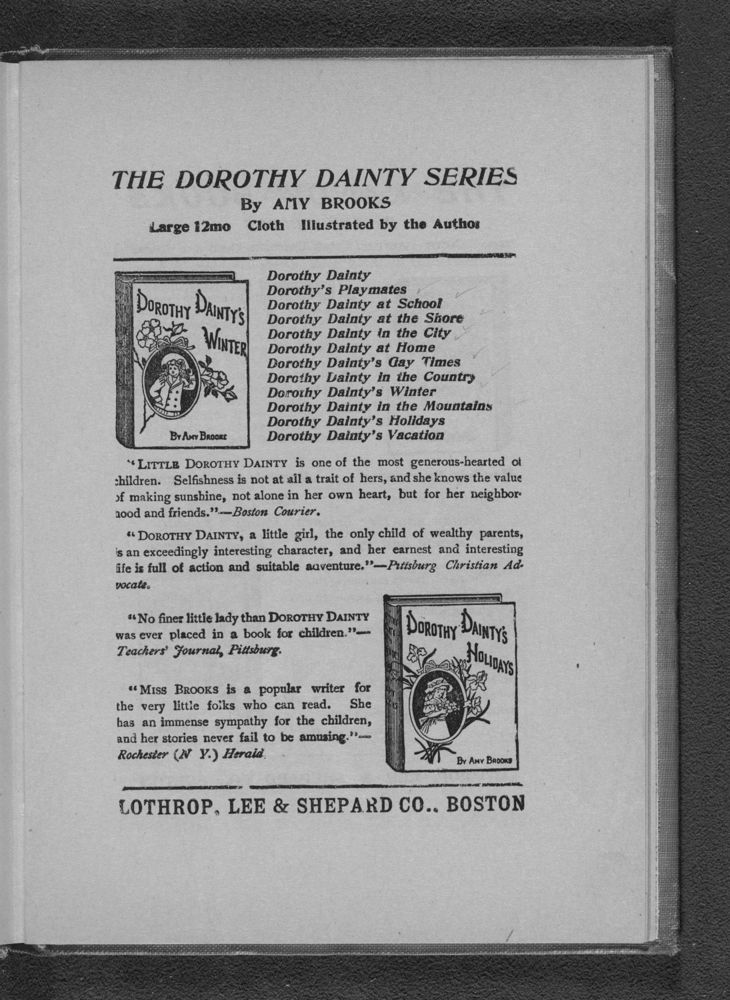 THE DOROTHY DAINTY SERIES
By AMY BROOKS
Large 12mo Cloth Illustrated by the Author
DOROTHY DAINTY'S
WINTER
BY AMY BROOKS
Dorothy Dainty
Dorothy's Playmates
Dorothy Dainty at School
Dorothy Dainty at the Shore
Dorothy Dainty in the City
Dorothy Dainty at Home
Dorothy Dainty's Gay Times
Dorothy Dainty in the Country
Dorothy Dainty's Winter
Dorothy Dainty in the Mountains
Dorothy Dainty's Holidays
Dorothy Dainty's Vacation
"LITTLE DOROTHY DAINTY is one of the most generous-hearted of
children. Selfishness is not at all a trait of hers, and she knows the value
of making sunshine, not alone in her own heart, but for her neighbor-
hood and friends."—Boston Courier.
"DOROTHY DAINTY, a little girl, the only child of wealthy parents,
is an exceedingly interesting character, and her earnest and interesting
life is full of action and suitable adventure."—Pittsburg Christian Ad-
vocate.
"No finer little lady than DOROTHY DAINTY
was ever placed in a book for children."—
Teachers' Journal, Pittsburg.
"MISS BROOKS is a popular writer for
the very little folks who can read. She
has an immense sympathy for the children,
and her stories never fail to be amusing."—
Rochester (N Y.) Herald.
DOROTHY DAINTY'S
HOLIDAYS
BY AMY BROOKS
LOTHROP, LEE & SHEPARD CO., BOSTON